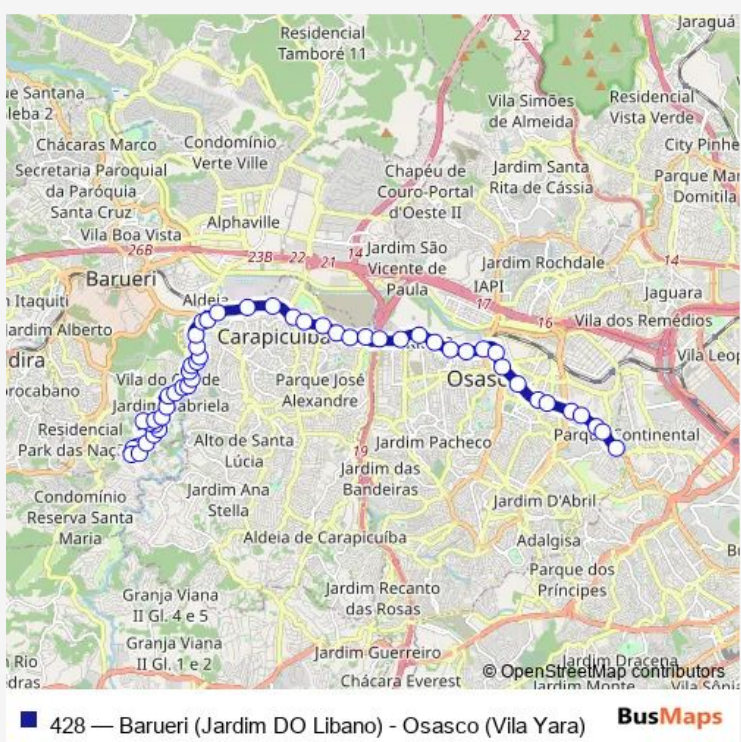 Jaraguá
22
Residencial
Tamboré 11
Santana
leba 2
Vila Simões
de Almeida
Residencial
Vista Verde
Chácaras Marco
Condomínio
Verte Ville
City Pinhe
Secretaria Paroquial
da Paróquia
Santa Cruz
Chapéu de
Couro-Portal
d'Oeste II
Jardim Santa
Rita de Cássia
Parque Mar
Domitila
Alphaville
Vila Boa Vista
26B
23B
22
21
14
Jardim São
Vicente de
Paula
Jardim Rochdale
14
Barueri
IAPI
Itaquiti
Aldeia
17
Jaguara
Jardim Alberto
16
Vila dos Remédios
Carapicuíba
dira
Vila Leop
Vila do
Parque José
Alexandre
Osasco
Jardim Gabriela
Residencial
Park das Naç
Alto de Santa
Lúcia
Jardim Pacheco
Parque Continental
19
Jardim das
Bandeiras
Condomínio
Reserva Santa
Maria
Jardim Ana
Stella
Jardim D'Abril
Aldeia de Carapicuíba
Adalgisa
Parque dos
Príncipes
Granja Viana
II Gl. 4 e 5
Jardim Recanto
das Rosas
Granja Viana
II Gl. 1 e 2
Jardim Guerreiro
Rio
edras
Jardim Dracena
© OpenStreetMap contributors
Chácara Everest
Jardim Monte
Vila Sôni
428 — Barueri (Jardim DO Libano) - Osasco (Vila Yara)
BusMaps